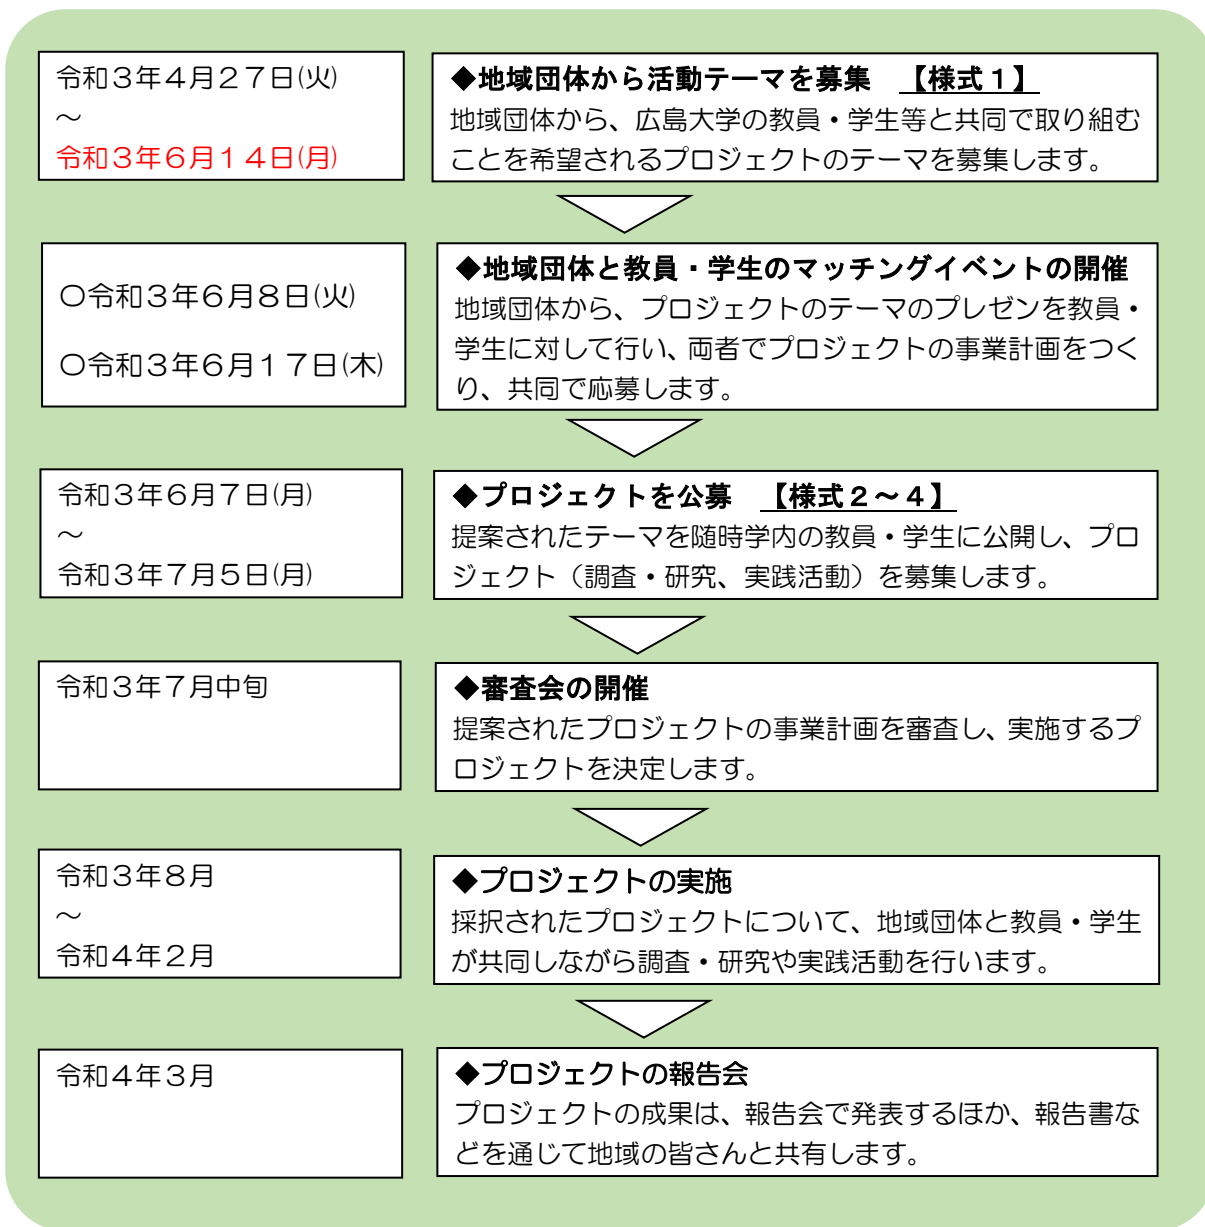 令和３年４月２７日(火)
～
令和３年６月１４日(月)
◆地域団体から活動テーマを募集　【様式１】
地域団体から、広島大学の教員・学生等と共同で取り組む
ことを希望されるプロジェクトのテーマを募集します。
〇令和３年６月８日(火)
〇令和３年６月１７日(木)
◆地域団体と教員・学生のマッチングイベントの開催
地域団体から、プロジェクトのテーマのプレゼンを教員・
学生に対して行い、両者でプロジェクトの事業計画をつく
り、共同で応募します。
令和３年６月７日(月)
～
令和３年７月５日(月)
◆プロジェクトを公募　【様式２～４】
提案されたテーマを随時学内の教員・学生に公開し、プロ
ジェクト（調査・研究、実践活動）を募集します。
令和３年７月中旬
◆審査会の開催
提案されたプロジェクトの事業計画を審査し、実施するプ
ロジェクトを決定します。
令和３年８月
～
令和４年２月
◆プロジェクトの実施
採択されたプロジェクトについて、地域団体と教員・学生
が共同しながら調査・研究や実践活動を行います。
令和４年３月
◆プロジェクトの報告会
プロジェクトの成果は、報告会で発表するほか、報告書な
どを通じて地域の皆さんと共有します。